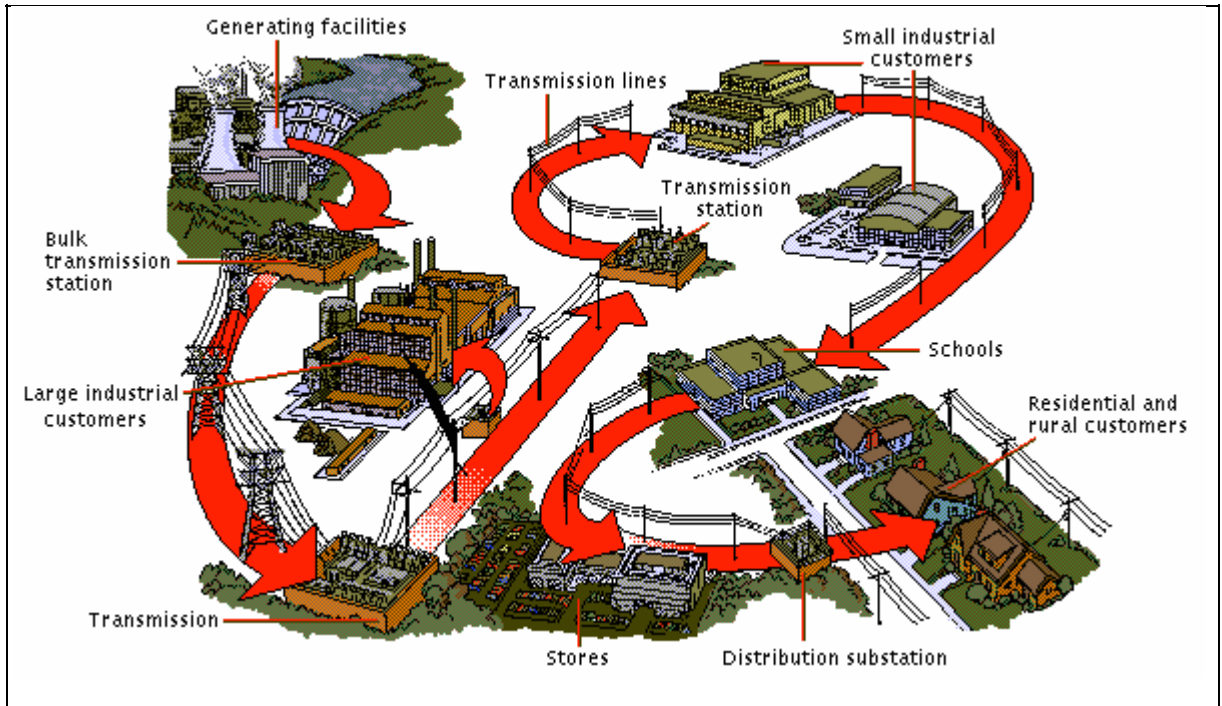 Generating facilities
Small industrial
customers
Transmission lines
Transmission
station
Bulk
transmission
station
Schools
Large industrial
customers
Residential and
rural customers
Transmission
Stores
Distribution substation